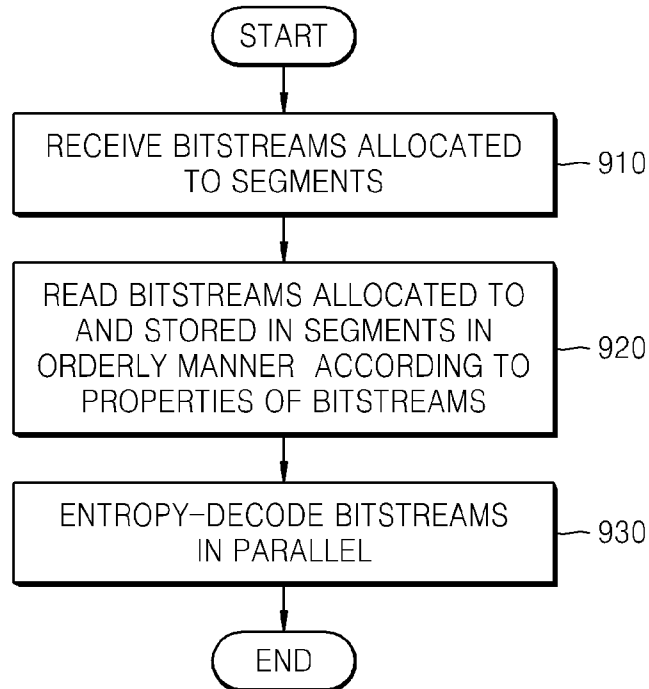 START
RECEIVE BITSTREAMS ALLOCATED
TO SEGMENTS
910
READ BITSTREAMS ALLOCATED TO
AND STORED IN SEGMENTS IN
ORDERLY MANNER ACCORDING TO
PROPERTIES OF BITSTREAMS
920
ENTROPY-DECODE BITSTREAMS
IN PARALLEL
930
END